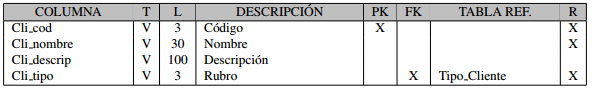 COLUMNA T L DESCRIPCIÓN PK FK TABLA REF. R
Cli_cod V 3 Código X X
Cli_nombre V 30 Nombre X
Cli_descrip V 100 Descripción
Cli_tipo V 3 Rubro X Tipo_Cliente X